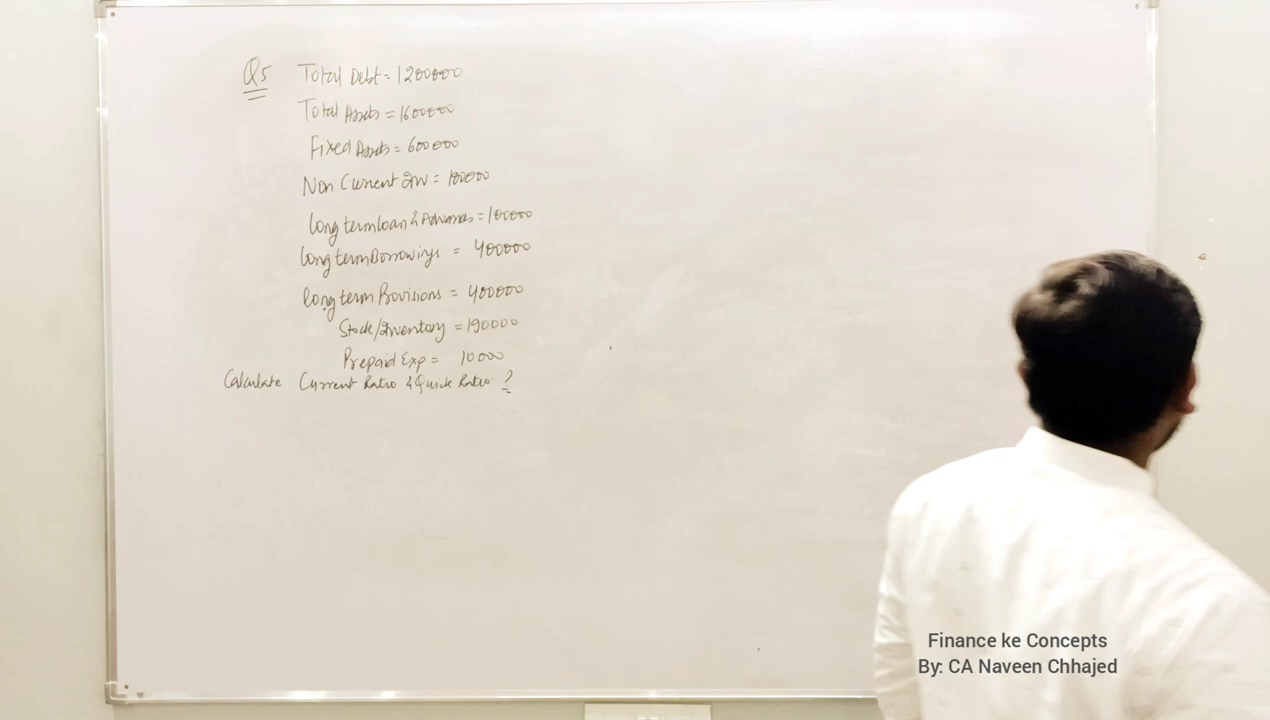 Q5 Total Debt = 1200000
Total Assets = 1600000
Fixed Assets = 600000
Non Current Inv = 100000
Long term loan & Advances = 100000
Long term Borrowings = 400000
Long term Provisions = 400000
Stock/Inventory = 190000
Prepaid Exp = 10000
Calculate Current Ratio & Quick Ratio ?
Finance ke Concepts
By: CA Naveen Chhajed